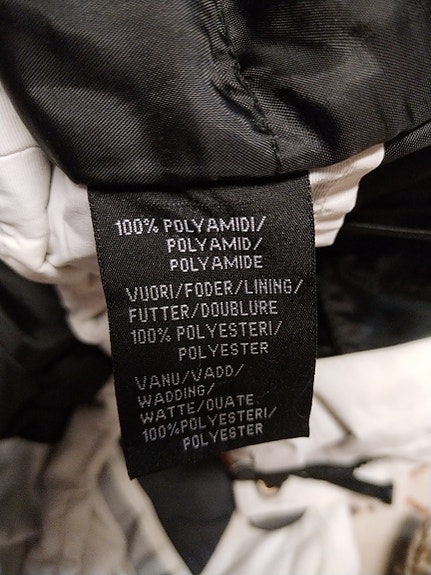 100% POLYAMIDI/
POLYAMID/
POLYAMIDE
VUORI/FODER/LINING/
FUTTER/DOUBLURE
100% POLYESTERI/
POLYESTER
VANU/VADD/
WADDING/
WATTE/OUATE
100%POLYESTERI/
POLYESTER